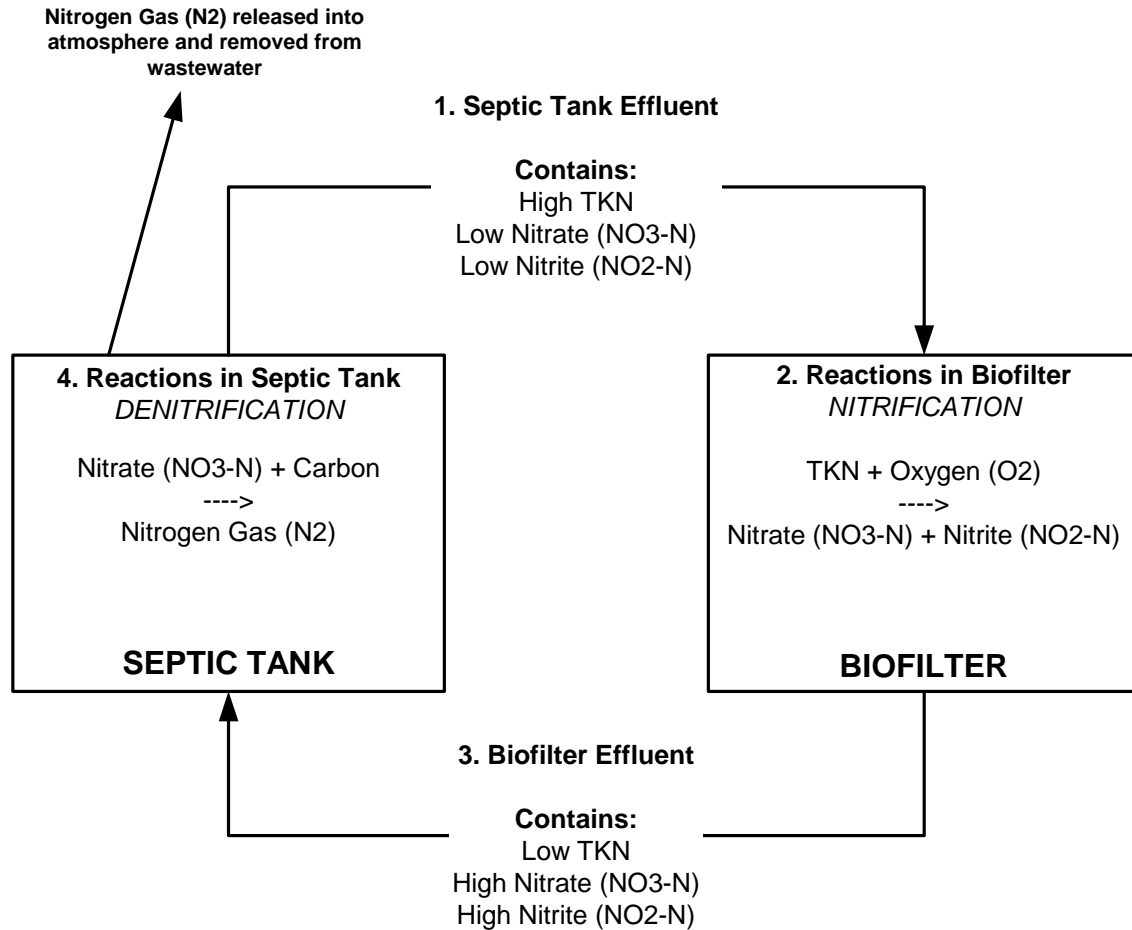 Nitrogen Gas (N2) released into
atmosphere and removed from
wastewater
1. Septic Tank Effluent
Contains:
High TKN
Low Nitrate (NO3-N)
Low Nitrite (NO2-N)
4. Reactions in Septic Tank
DENITRIFICATION
Nitrate (NO3-N) + Carbon
---->
Nitrogen Gas (N2)
SEPTIC TANK
2. Reactions in Biofilter
NITRIFICATION
TKN + Oxygen (O2)
---->
Nitrate (NO3-N) + Nitrite (NO2-N)
BIOFILTER
3. Biofilter Effluent
Contains:
Low TKN
High Nitrate (NO3-N)
High Nitrite (NO2-N)